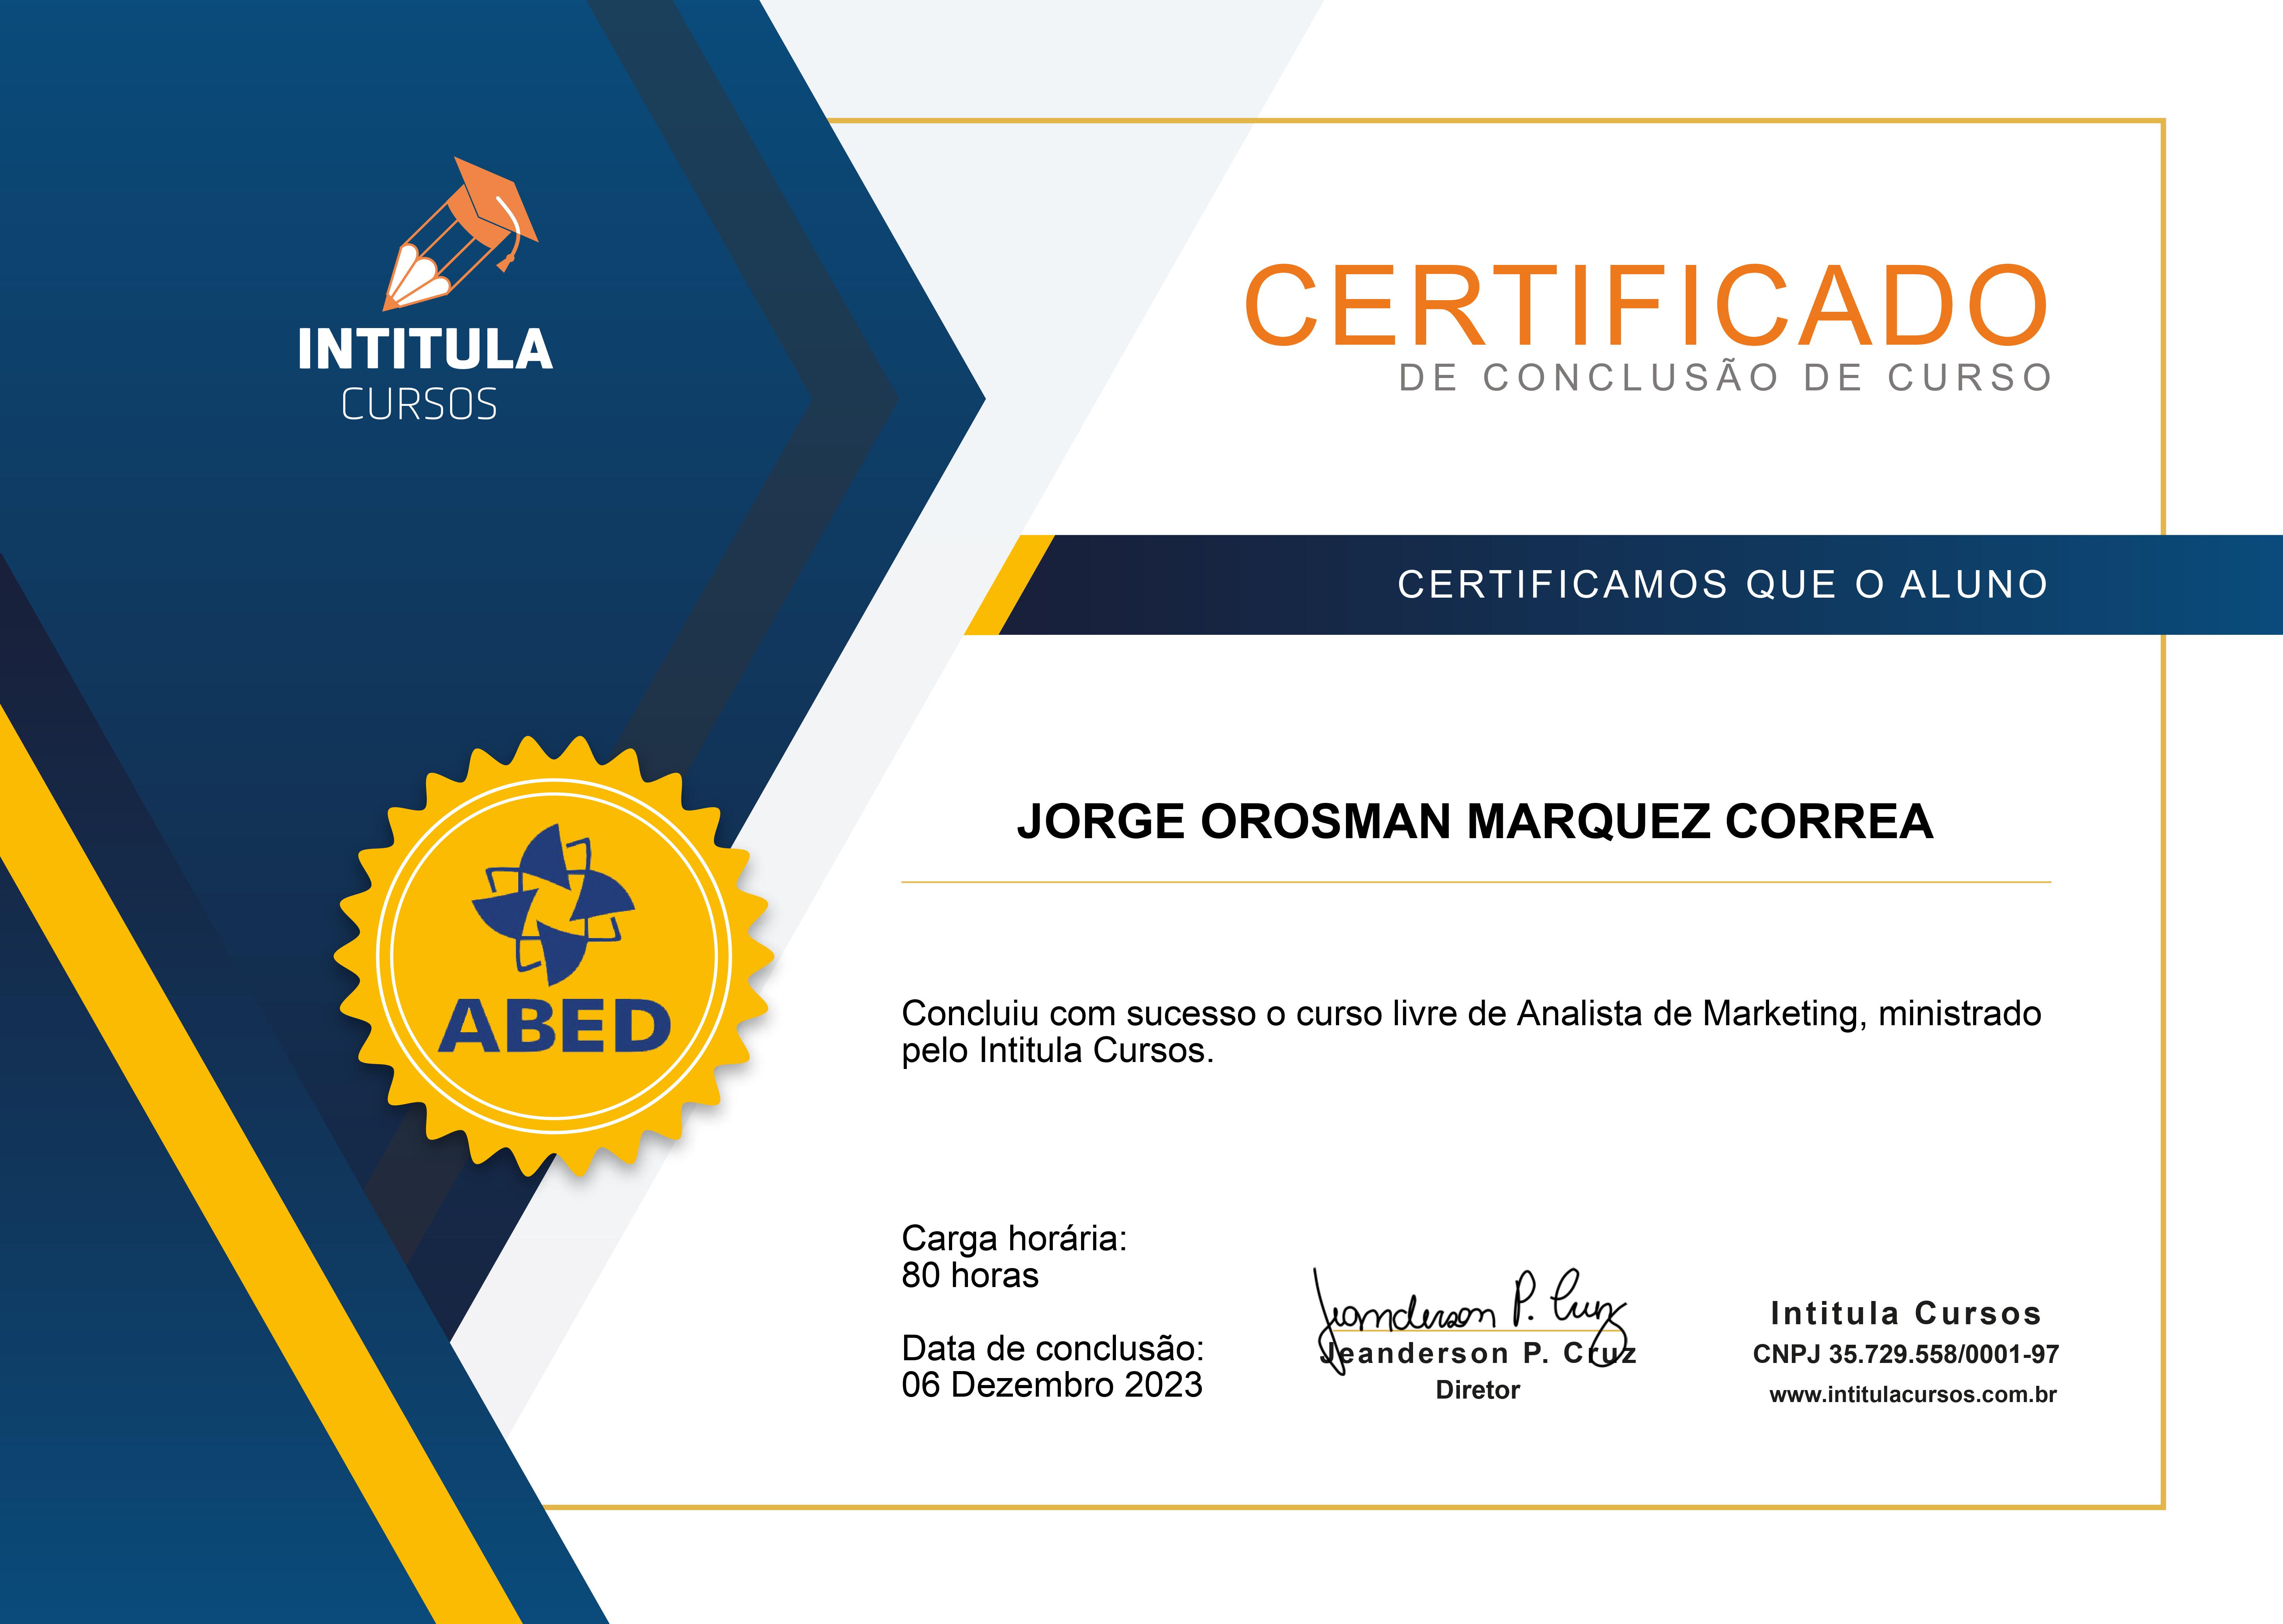 INTITULA
CURSOS
CERTIFICADO
DE CONCLUSÃO DE CURSO
CERTIFICAMOS QUE O ALUNO
JORGE OROSMAN MARQUEZ CORREA
ABED
Concluiu com sucesso o curso livre de Analista de Marketing, ministrado
pelo Intitula Cursos.
Carga horária:
80 horas
Data de conclusão:
06 Dezembro 2023
Jeanderson P. Cruz
Jeanderson P. Cruz
Diretor
Intitula Cursos
CNPJ 35.729.558/0001-97
www.intitulacursos.com.br